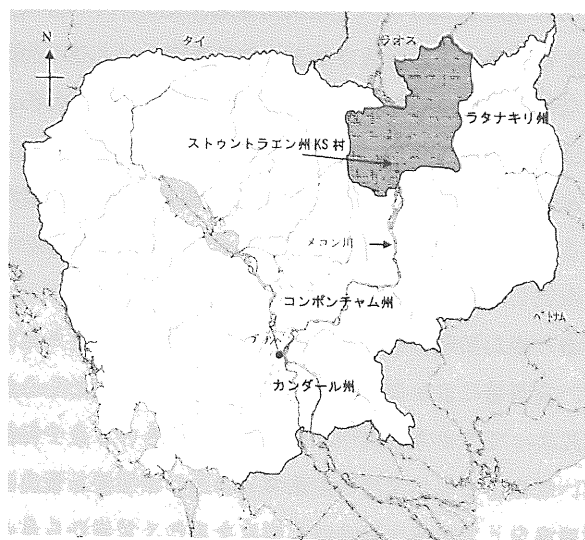 N
タイ
ラオス
ラタナキリ州
ストゥントラエン州KS村
メコン川
コンポンチャム州
ベトナム
カンダール州